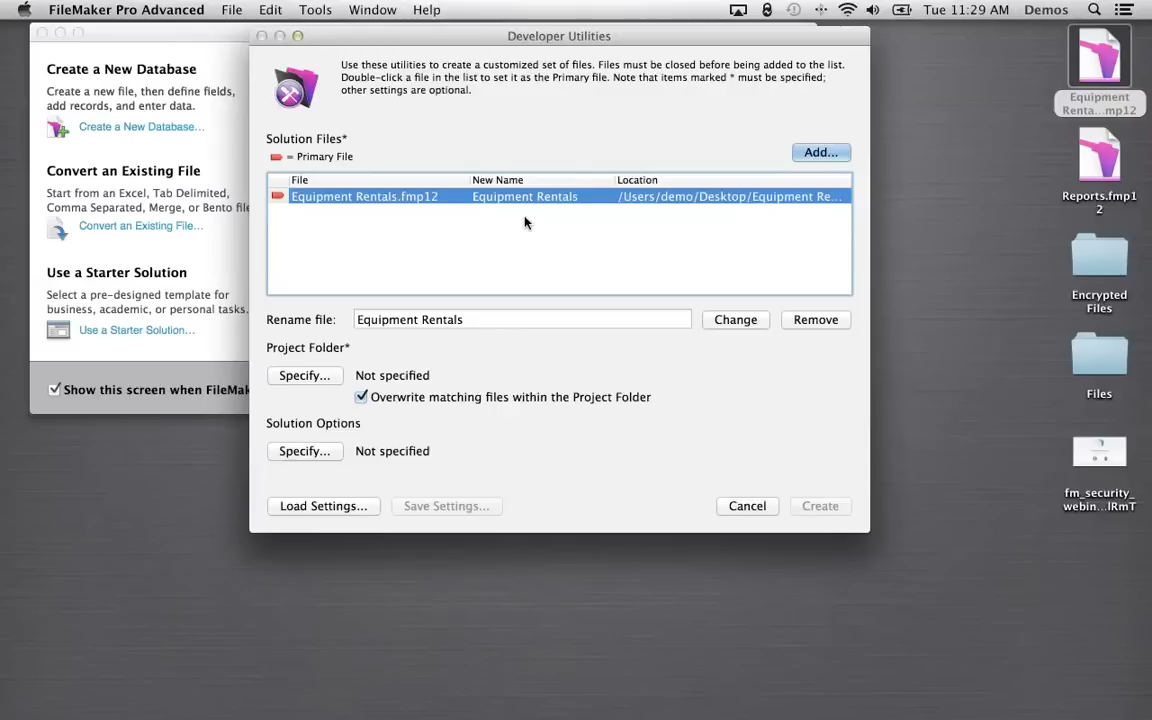 FileMaker Pro Advanced File Edit Tools Window Help Tue 11:29 AM Demos
Developer Utilities
Create a New Database
Create a new file, then define fields,
add records, and enter data.
Create a New Database...
Convert an Existing File
Start from an Excel, Tab Delimited,
Comma Separated, Merge, or Bento file
Convert an Existing File...
Use a Starter Solution
Select a pre-designed template for
business, academic, or personal tasks.
Use a Starter Solution...
Show this screen when FileMak
Use these utilities to create a customized set of files. Files must be closed before being added to the list.
Double-click a file in the list to set it as the Primary file. Note that items marked * must be specified;
other settings are optional.
Solution Files*
= Primary File
Add...
File New Name Location
Equipment Rentals.fmp12 Equipment Rentals /Users/demo/Desktop/Equipment Re...
Rename file: Equipment Rentals Change Remove
Project Folder*
Specify... Not specified
Overwrite matching files within the Project Folder
Solution Options
Specify... Not specified
Load Settings... Save Settings... Cancel Create
Equipment
Renta...mp12
Reports.fmp1
2
Encrypted
Files
Files
fm_security_
webin...lRmT